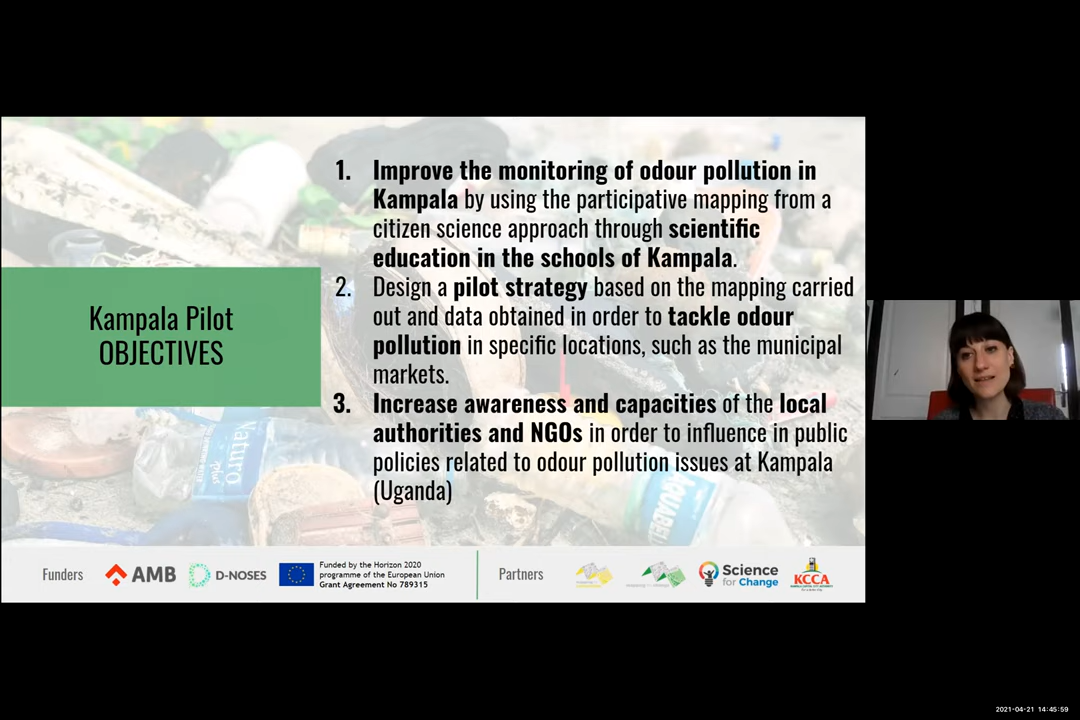 1. Improve the monitoring of odour pollution in
Kampala by using the participative mapping from a
citizen science approach through scientific
education in the schools of Kampala.
2. Design a pilot strategy based on the mapping carried
out and data obtained in order to tackle odour
pollution in specific locations, such as the municipal
markets.
3. Increase awareness and capacities of the local
authorities and NGOs in order to influence in public
policies related to odour pollution issues at Kampala
(Uganda)
Kampala Pilot
OBJECTIVES
Naturo
plus
Funders
AMB
D-NOSES
Funded by the Horizon 2020
programme of the European Union
Grant Agreement No 789315
Partners
Science
for Change
KCCA
2021-04-21 14:45:59